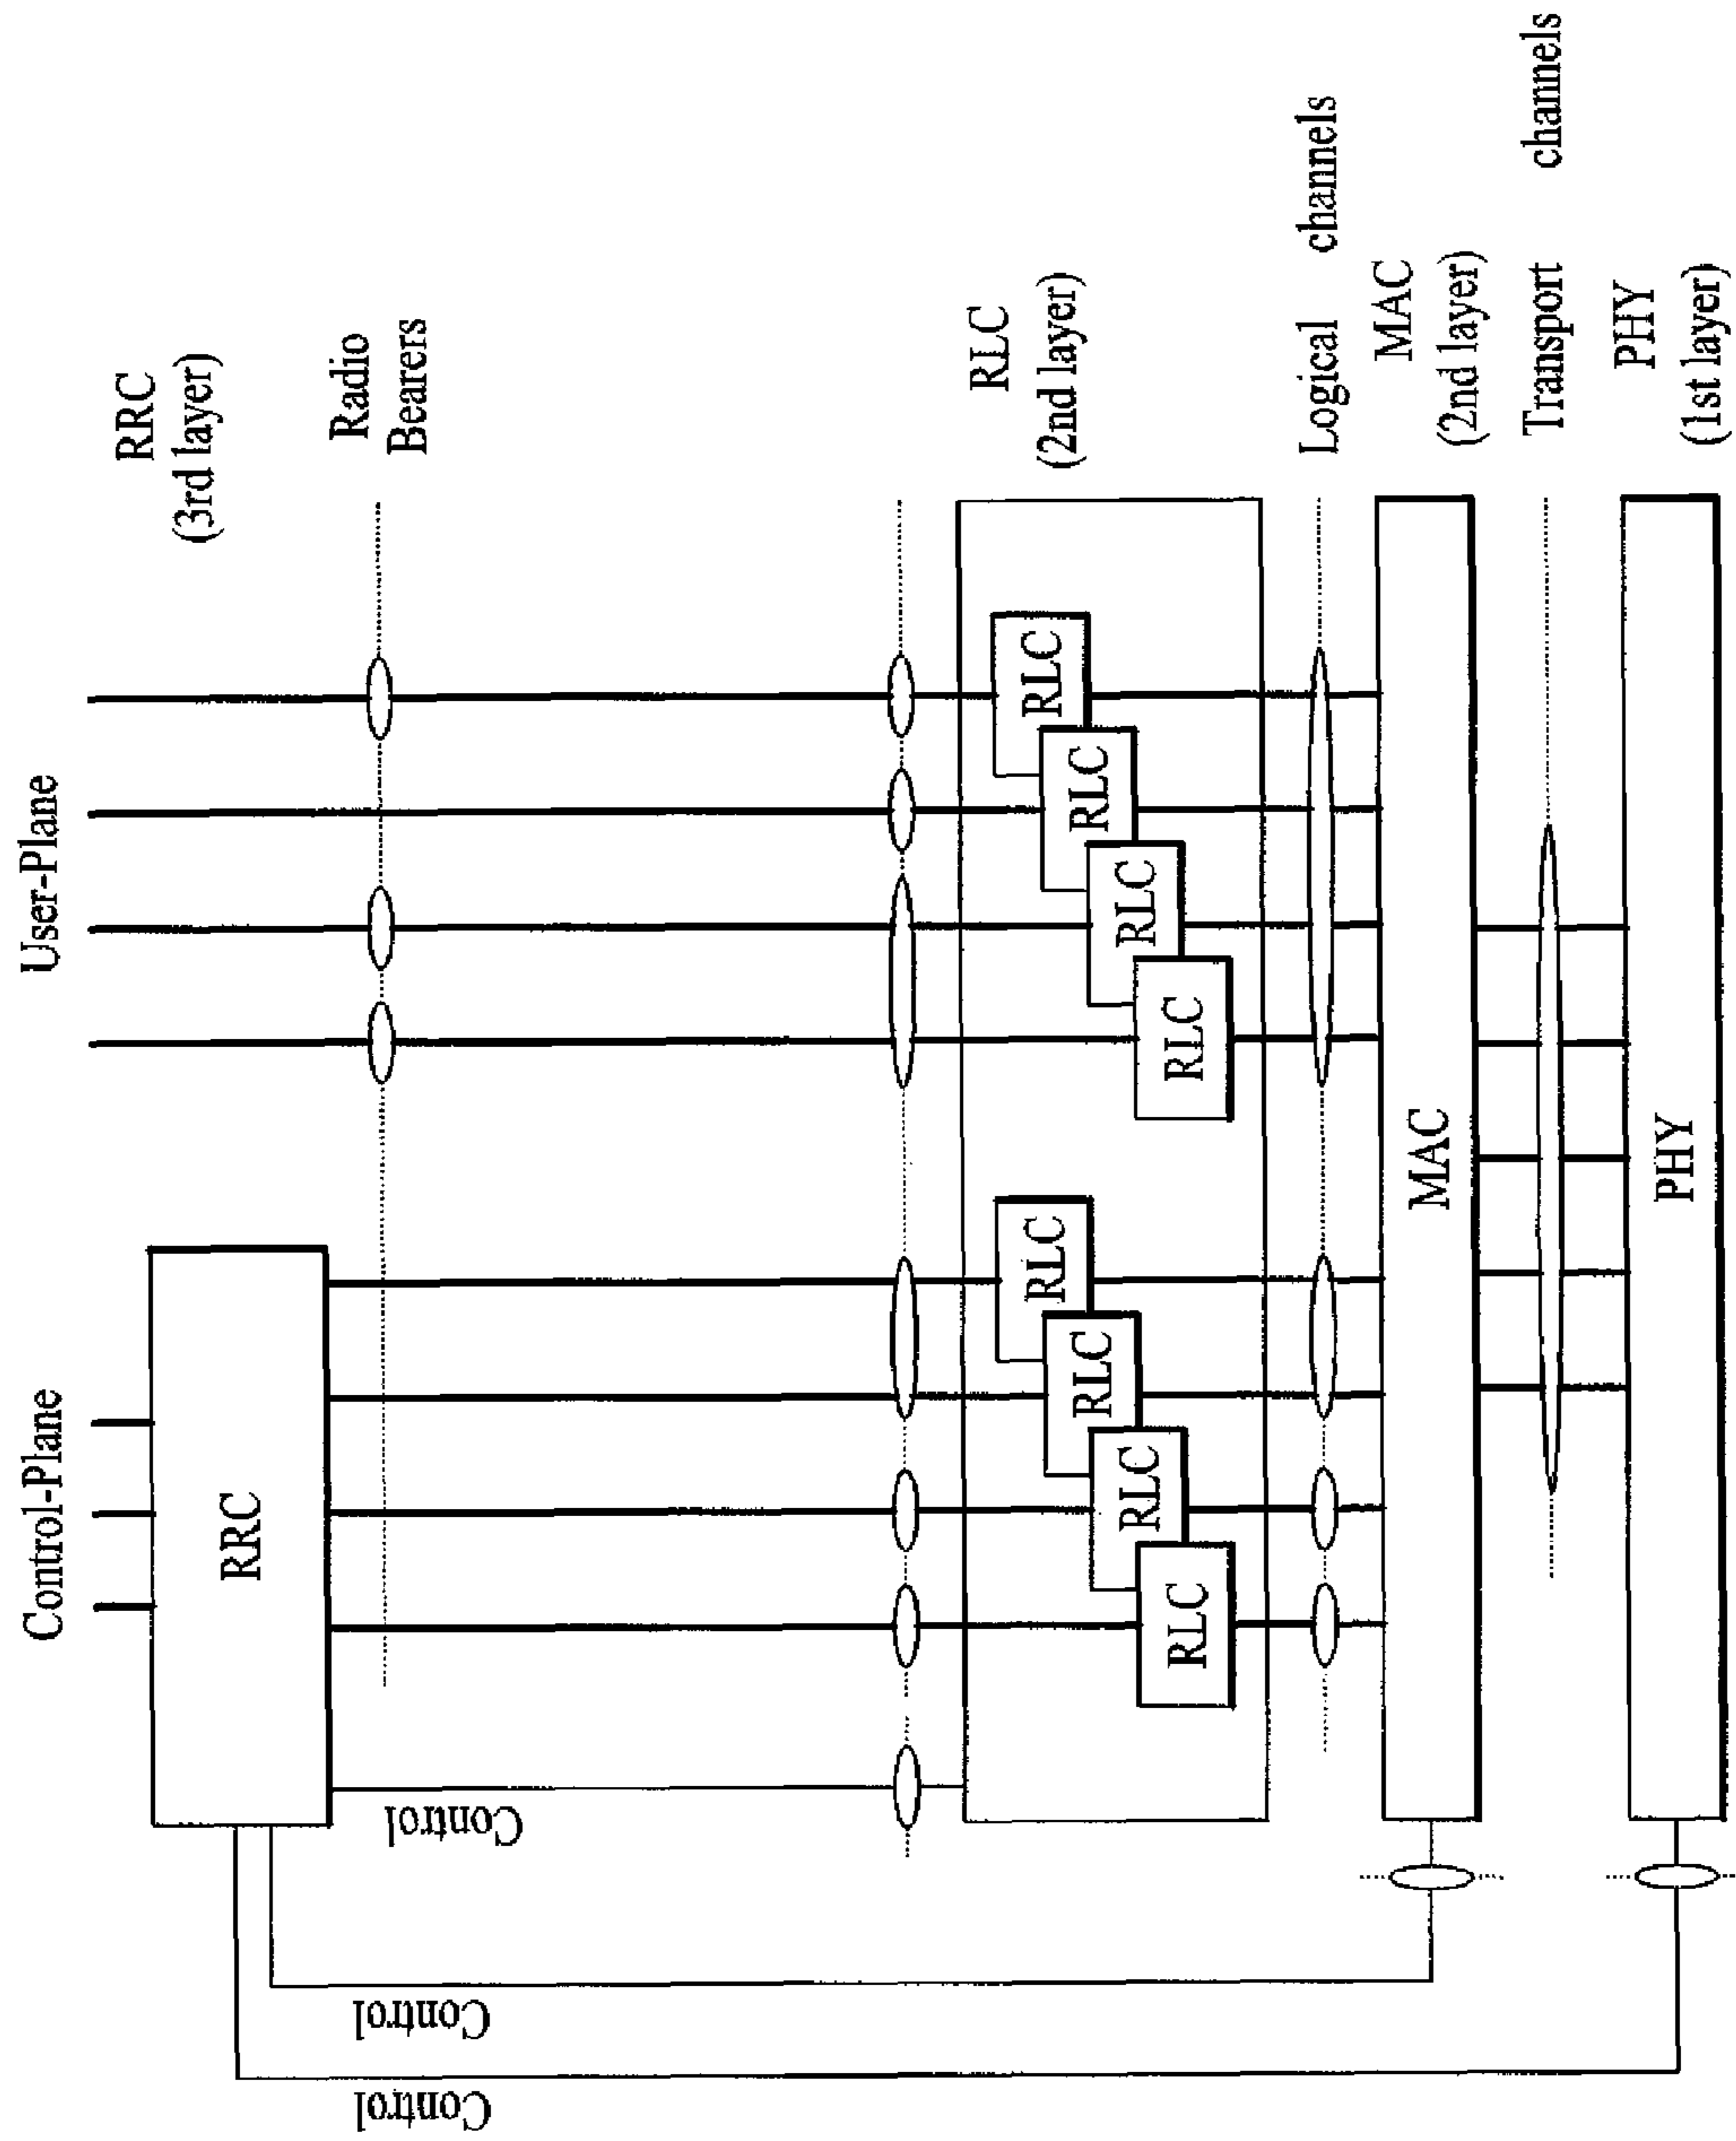 Control-Plane
User-Plane
RRC
RRC
(3rd layer)
Radio
Bearers
Control
Control
Control
RLC
RLC
RLC
RLC
RLC
RLC
RLC
RLC
RLC
(2nd layer)
Logical channels
MAC
MAC
(2nd layer)
Transport channels
PHY
PHY
(1st layer)